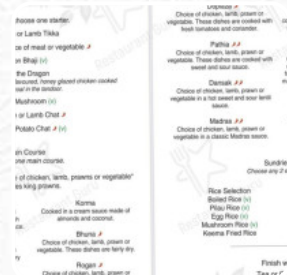 choose one starter.
or Lamb Tikka
ce of meat or vegetable
Bhaji (v)
the Dragon
flavoured, honey glazed chicken cooked
in the tandoor.
Mushroom (v)
or Lamb Chat
Potato Chat (v)
Course
one main course.
of chicken, lamb, prawns or vegetable"
king prawns.
Korma
Cooked in a cream sauce made of
almonds and coconut.
Bhuna
Choice of chicken, lamb, prawn or
vegetable. These dishes are fairly dry.
Rogan
Choice of chicken, lamb, prawn or
Choice of chicken, lamb, prawn or
vegetable. These dishes are cooked with
fresh tomatoes and coriander.
Pathia
Choice of chicken, lamb, prawn or
vegetable. These dishes are cooked with
sweet and sour sauce.
Dansak
Choice of chicken, lamb, prawn or
vegetable in a hot sweet and sour lentil
sauce.
Madras
Choice of chicken, lamb, prawn or
vegetable in a classic Madras sauce.
Sundrie
Choose any 2
Rice Selection
Boiled Rice (v)
Pilau Rice (v)
Egg Rice (v)
Mushroom Rice (v)
Keema Fried Rice
Finish w
Tea or C